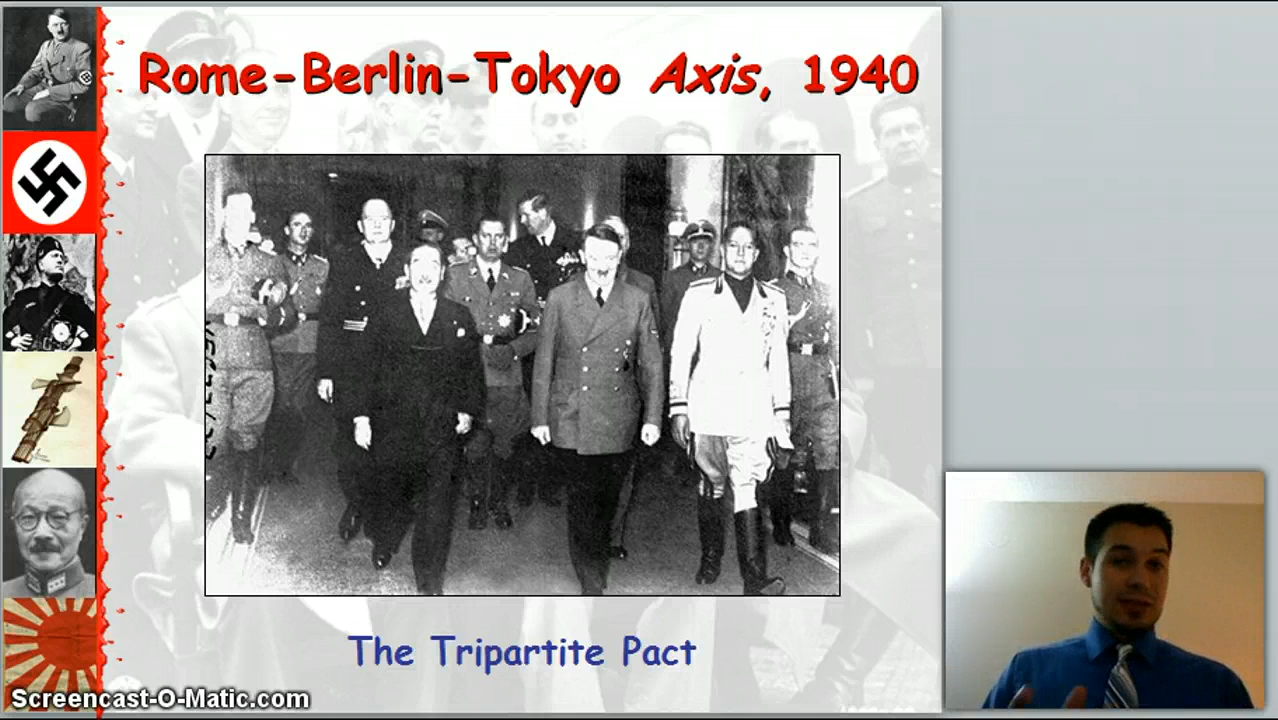 Rome-Berlin-Tokyo Axis, 1940
The Tripartite Pact
Screencast-O-Matic.com